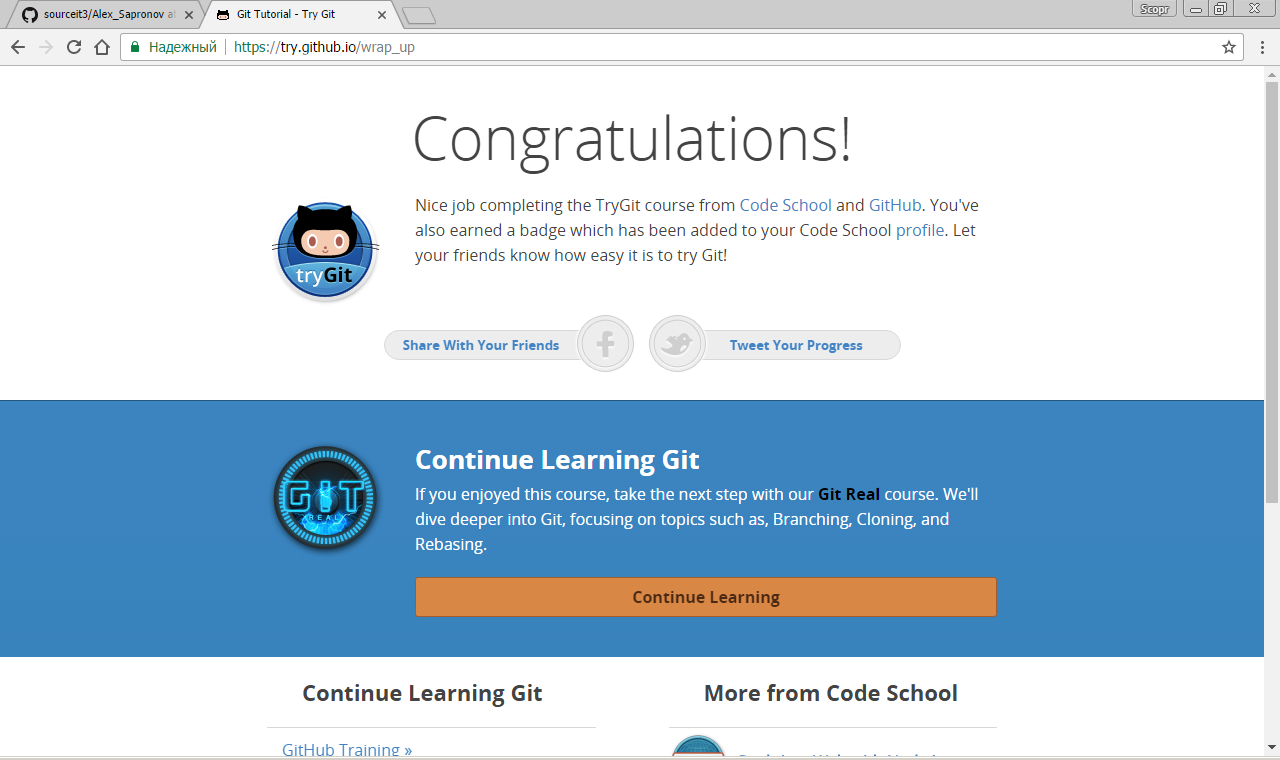 sourceit3/Alex_Sapronov at
Git Tutorial - Try Git
Scopr
Надежный
https://try.github.io/wrap_up
Congratulations!
Nice job completing the TryGit course from Code School and GitHub. You've
also earned a badge which has been added to your Code School profile. Let
your friends know how easy it is to try Git!
tryGit
Share With Your Friends
Tweet Your Progress
Continue Learning Git
If you enjoyed this course, take the next step with our Git Real course. We'll
dive deeper into Git, focusing on topics such as, Branching, Cloning, and
Rebasing.
GIT
REAL
Continue Learning
Continue Learning Git
More from Code School
GitHub Training »